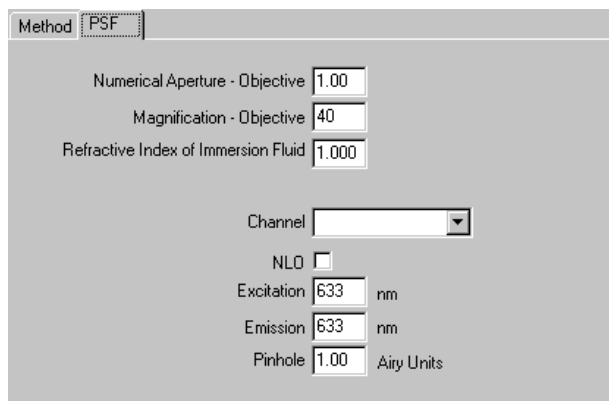 Method PSF
Numerical Aperture - Objective 1.00
Magnification - Objective 40
Refractive Index of Immersion Fluid 1.000
Channel
NLO
Excitation 633 nm
Emission 633 nm
Pinhole 1.00 Airy Units